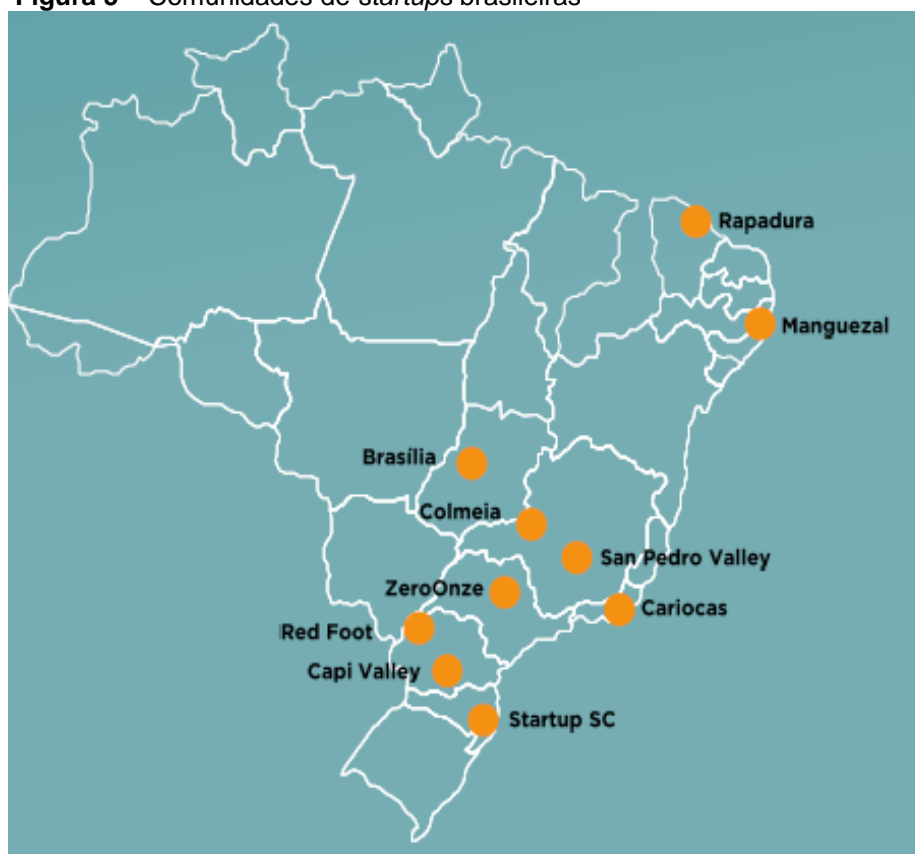 Figura 3 – Comunidades de startups brasileiras
Rapadura
Manguezal
Brasília
Colmeia
San Pedro Valley
ZeroOnze
Cariocas
Red Foot
Capi Valley
Startup SC